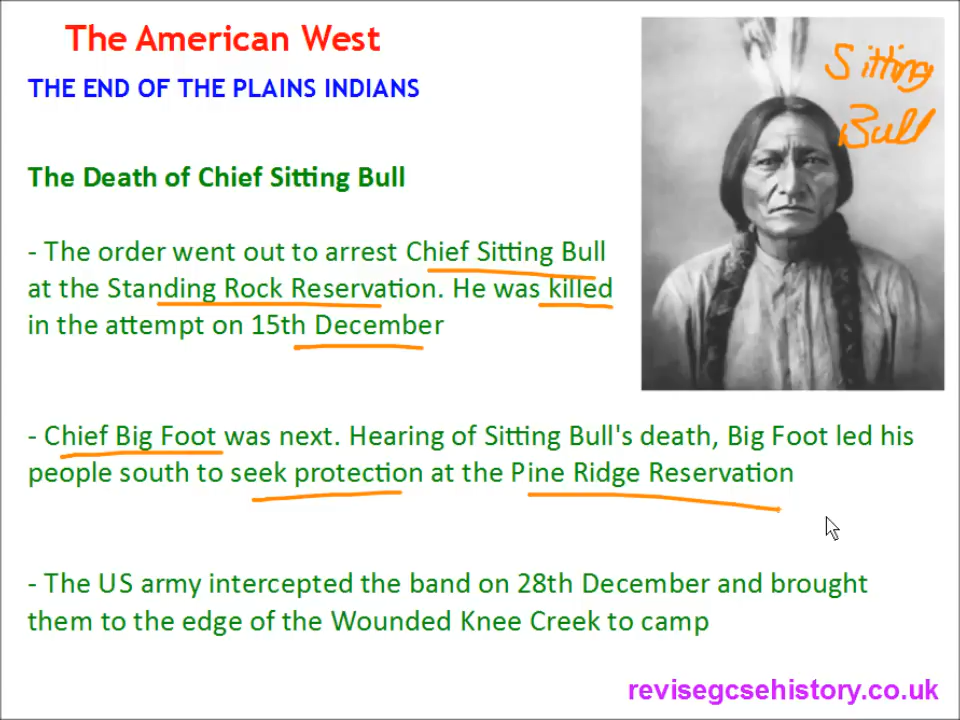 The American West
THE END OF THE PLAINS INDIANS
Sitting
Bull
The Death of Chief Sitting Bull
- The order went out to arrest Chief Sitting Bull
at the Standing Rock Reservation. He was killed
in the attempt on 15th December
- Chief Big Foot was next. Hearing of Sitting Bull's death, Big Foot led his
people south to seek protection at the Pine Ridge Reservation
- The US army intercepted the band on 28th December and brought
them to the edge of the Wounded Knee Creek to camp
revisegcsehistory.co.uk